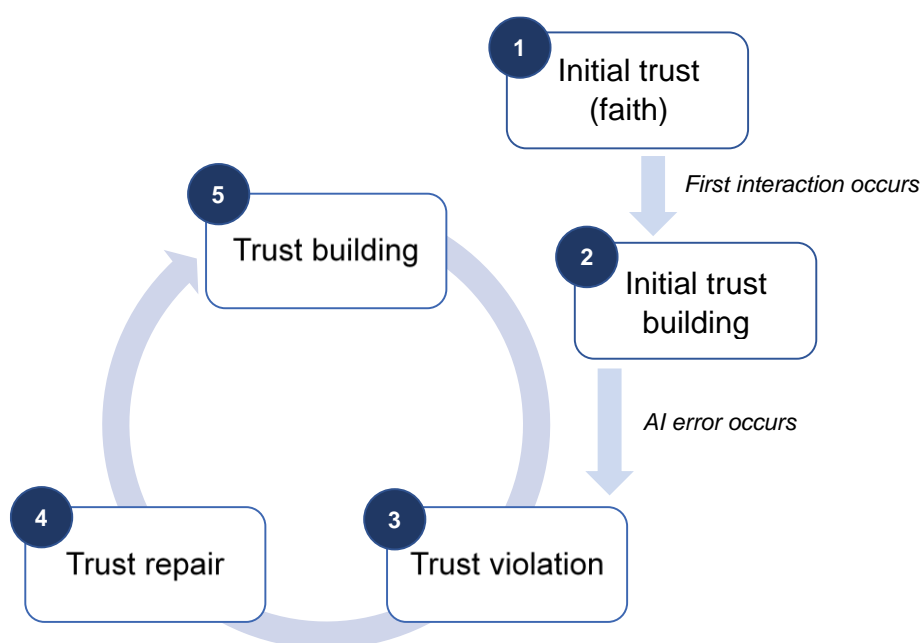 1
Initial trust
(faith)
First interaction occurs
2
Initial trust
building
AI error occurs
3
Trust violation
4
Trust repair
5
Trust building